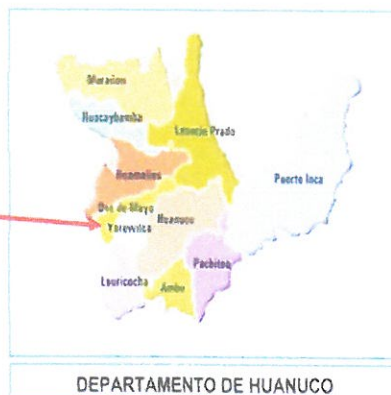 Marañon
Huacaybamba
Leoncio Prado
Huamalies
Puerto Inca
Dos de Mayo
Huanuco
Yarowilca
Pachitea
Lauricocha
Ambo
DEPARTAMENTO DE HUANUCO